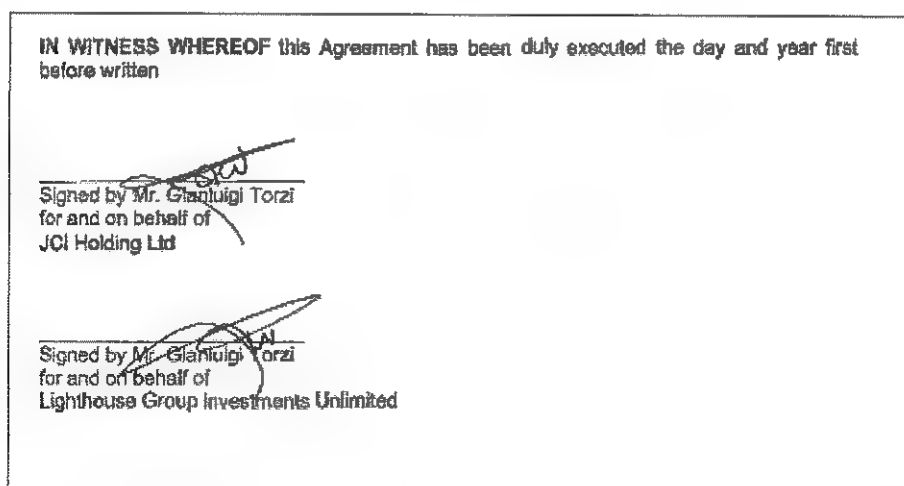 IN WITNESS WHEREOF this Agreement has been duly executed the day and year first
before written
Signed by Mr. Gianluigi Torzi
for and on behalf of
JCI Holding Ltd
Signed by Mr. Gianluigi Torzi
for and on behalf of
Lighthouse Group Investments Unlimited